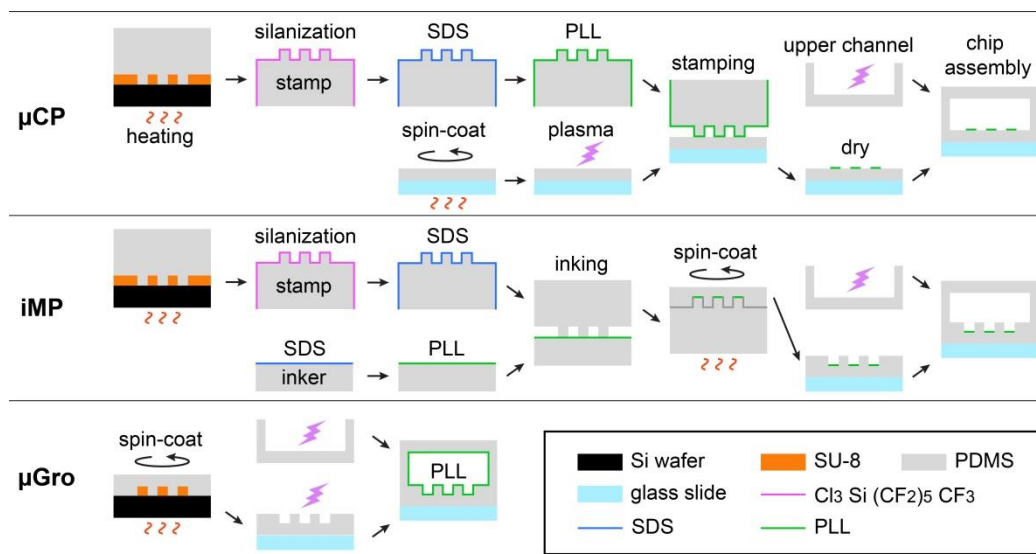 silanization
SDS
PLL
stamping
upper channel
chip
assembly
µCP
stamp
heating
spin-coat
plasma
dry
silanization
SDS
inking
spin-coat
iMP
stamp
SDS
PLL
inker
µGro
spin-coat
PLL
Si wafer
SU-8
PDMS
glass slide
Cl3 Si (CF2)5 CF3
SDS
PLL